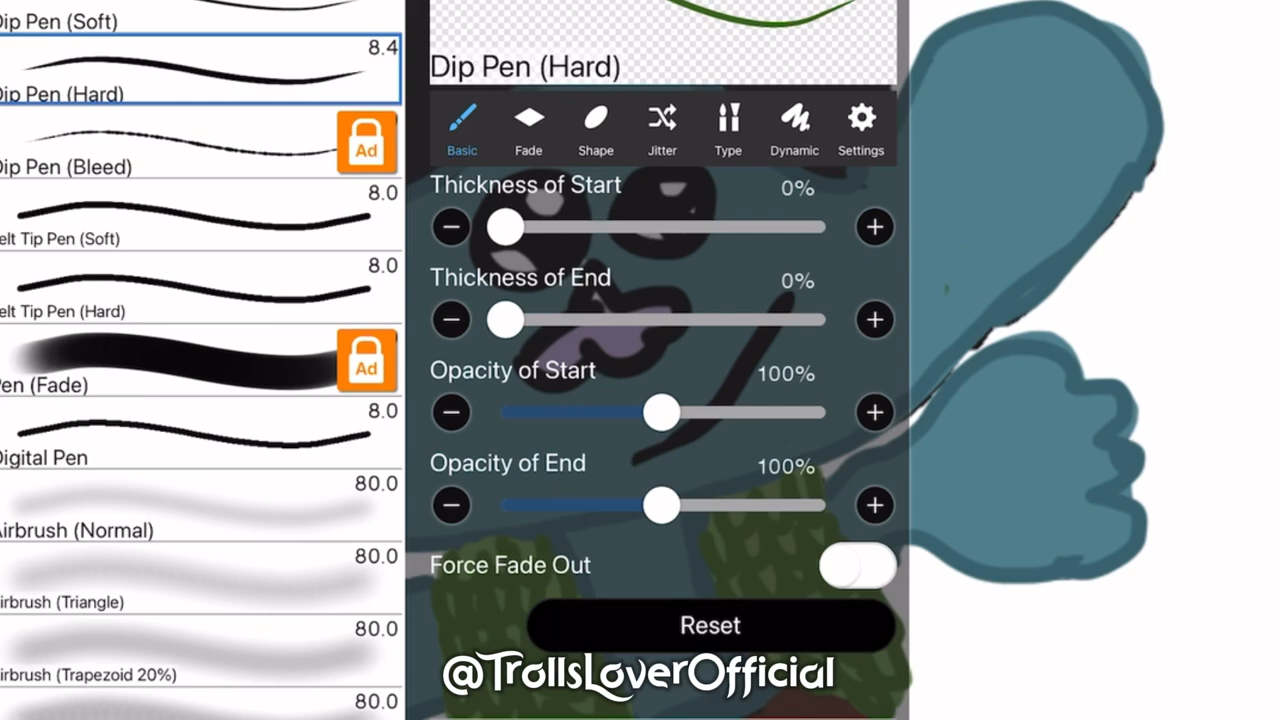 Dip Pen (Soft)
8.4
Dip Pen (Hard)
Ad
Dip Pen (Bleed)
8.0
elt Tip Pen (Soft)
8.0
elt Tip Pen (Hard)
Ad
Pen (Fade)
8.0
Digital Pen
80.0
Airbrush (Normal)
80.0
irbrush (Triangle)
80.0
irbrush (Trapezoid 20%)
80.0
Dip Pen (Hard)
Basic Fade Shape Jitter Type Dynamic Settings
Thickness of Start 0%
Thickness of End 0%
Opacity of Start 100%
Opacity of End 100%
Force Fade Out
Reset
@TrollsLoverOfficial